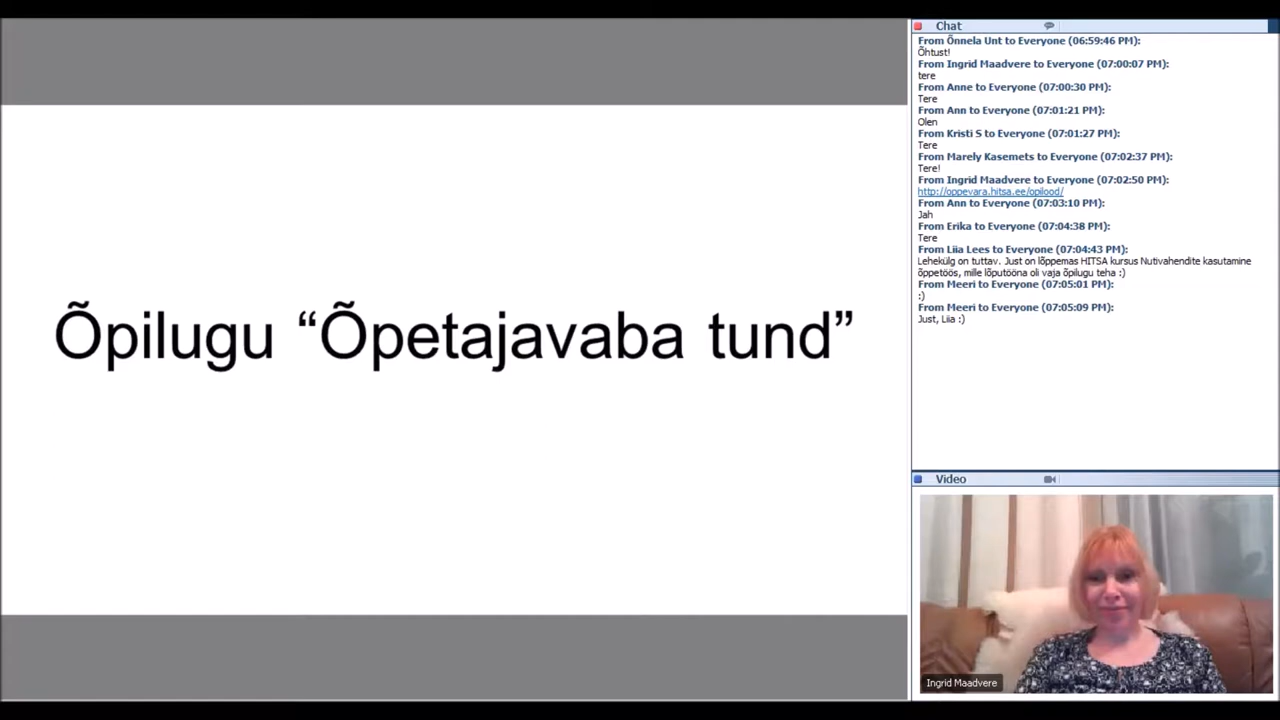 Õpilugu “Õpetajavaba tund”
Chat
From Õnnela Unt to Everyone (06:59:46 PM):
Õhtust!
From Ingrid Maadvere to Everyone (07:00:07 PM):
tere
From Anne to Everyone (07:00:30 PM):
Tere
From Ann to Everyone (07:01:21 PM):
Olen
From Kristi S to Everyone (07:01:27 PM):
Tere
From Marely Kasemets to Everyone (07:02:37 PM):
Tere!
From Ingrid Maadvere to Everyone (07:02:50 PM):
http://oppevara.hitsa.ee/opilood/
From Ann to Everyone (07:03:10 PM):
Jah
From Erika to Everyone (07:04:38 PM):
Tere
From Liia Lees to Everyone (07:04:43 PM):
Lehekülg on tuttav. Just on lõppemas HITSA kursus Nutivahendite kasutamine
õppetöös, mille lõputööna oli vaja õpilugu teha :)
From Meeri to Everyone (07:05:01 PM):
:)
From Meeri to Everyone (07:05:09 PM):
Just, Liia :)
Video
Ingrid Maadvere